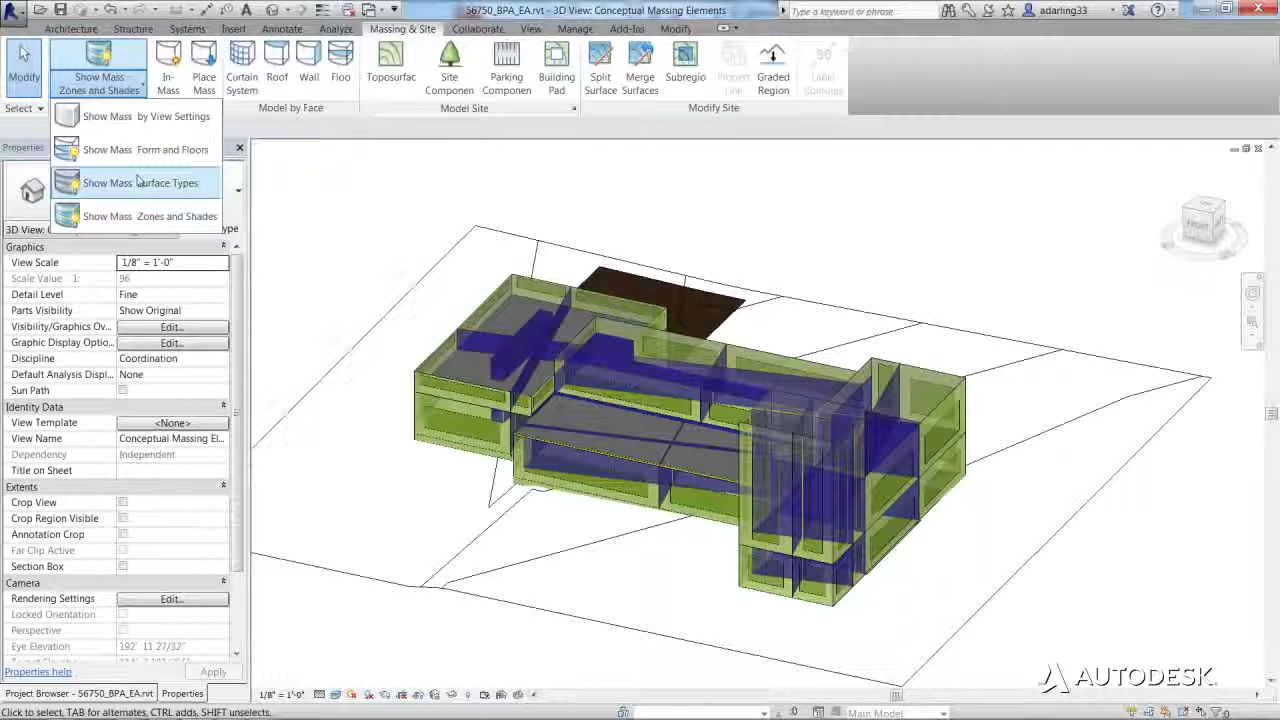 56750_BPA_EA.rvt - 3D View: Conceptual Massing Elements
Type a keyword or phrase
adarling33
Architecture Structure Systems Insert Annotate Analyze Massing & Site Collaborate View Manage Add-Ins Modify
Modify
Show Mass
Zones and Shades
In-
Mass
Place
Mass
Curtain
System
Roof
Wall
Floo
Toposurfac
Site
Componen
Parking
Componen
Building
Pad
Split
Surface
Merge
Surfaces
Subregio
Propert
Line
Graded
Region
Label
Contours
Select
Model by Face
Model Site
Modify Site
Show Mass by View Settings
Show Mass Form and Floors
Show Mass Surface Types
Show Mass Zones and Shades
Properties
3D View: C
ype
Graphics
View Scale 1/8" = 1'-0"
Scale Value 1: 96
Detail Level Fine
Parts Visibility Show Original
Visibility/Graphics Ov... Edit...
Graphic Display Optio... Edit...
Discipline Coordination
Default Analysis Displ... None
Sun Path
Identity Data
View Template <None>
View Name Conceptual Massing El...
Dependency Independent
Title on Sheet
Extents
Crop View
Crop Region Visible
Annotation Crop
Far Clip Active
Section Box
Camera
Rendering Settings Edit...
Locked Orientation
Perspective
Eye Elevation 192' 11 27/32"
Properties help Apply
Project Browser - 56750_BPA_EA.rvt Properties
1/8" = 1'-0"
AUTODESK.
Click to select, TAB for alternates, CTRL adds, SHIFT unselects.
:0
Main Model
:0